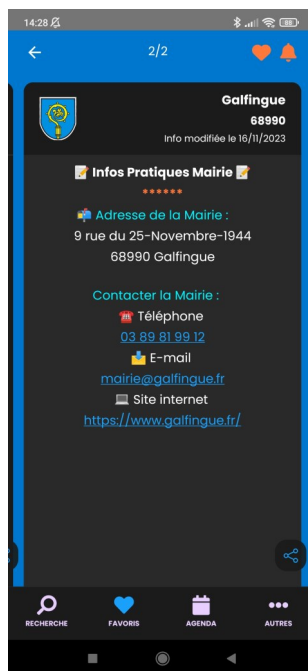 14:28
88
2/2
Galfingue
68990
Info modifiée le 16/11/2023
Infos Pratiques Mairie
******
Adresse de la Mairie :
9 rue du 25-Novembre-1944
68990 Galfingue
Contacter la Mairie :
Téléphone
03 89 81 99 12
E-mail
mairie@galfingue.fr
Site internet
https://www.galfingue.fr/
RECHERCHE
FAVORIS
AGENDA
AUTRES